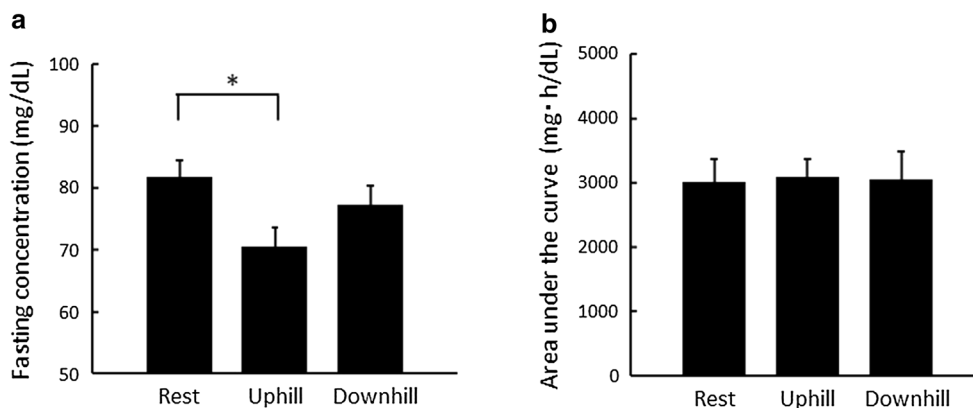 a
Fasting concentration (mg/dL)
100
90
80
70
60
50
*
Rest Uphill Downhill
b
Area under the curve (mg・h/dL)
5000
4000
3000
2000
1000
0
Rest Uphill Downhill